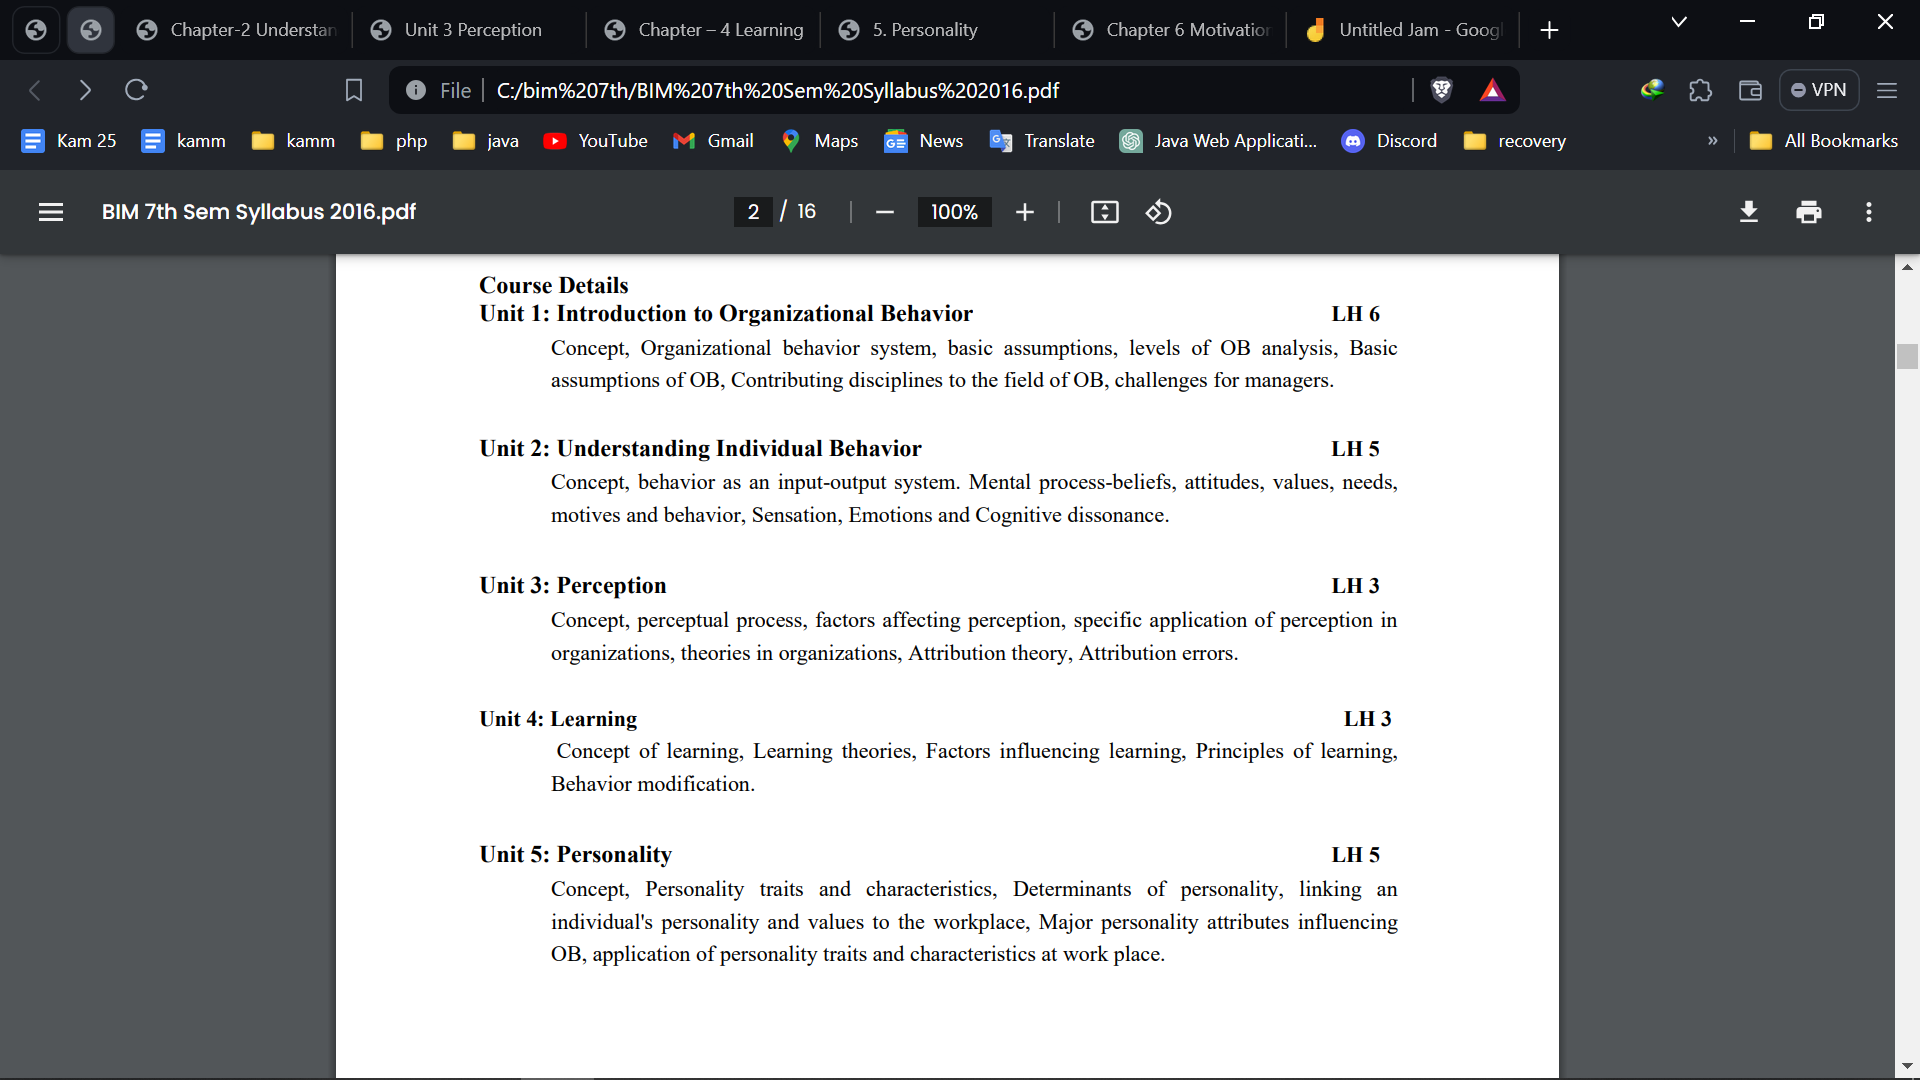 Chapter-2 Understan
Unit 3 Perception
Chapter – 4 Learning
5. Personality
Chapter 6 Motivation
Untitled Jam - Googl
File
C:/bim%207th/BIM%207th%20Sem%20Syllabus%202016.pdf
VPN
Kam 25
kamm
kamm
php
java
YouTube
Gmail
Maps
News
Translate
Java Web Applicati...
Discord
recovery
»
All Bookmarks
BIM 7th Sem Syllabus 2016.pdf
2 / 16
100%
Course Details
Unit 1: Introduction to Organizational Behavior LH 6
Concept, Organizational behavior system, basic assumptions, levels of OB analysis, Basic
assumptions of OB, Contributing disciplines to the field of OB, challenges for managers.
Unit 2: Understanding Individual Behavior LH 5
Concept, behavior as an input-output system. Mental process-beliefs, attitudes, values, needs,
motives and behavior, Sensation, Emotions and Cognitive dissonance.
Unit 3: Perception LH 3
Concept, perceptual process, factors affecting perception, specific application of perception in
organizations, theories in organizations, Attribution theory, Attribution errors.
Unit 4: Learning LH 3
Concept of learning, Learning theories, Factors influencing learning, Principles of learning,
Behavior modification.
Unit 5: Personality LH 5
Concept, Personality traits and characteristics, Determinants of personality, linking an
individual's personality and values to the workplace, Major personality attributes influencing
OB, application of personality traits and characteristics at work place.